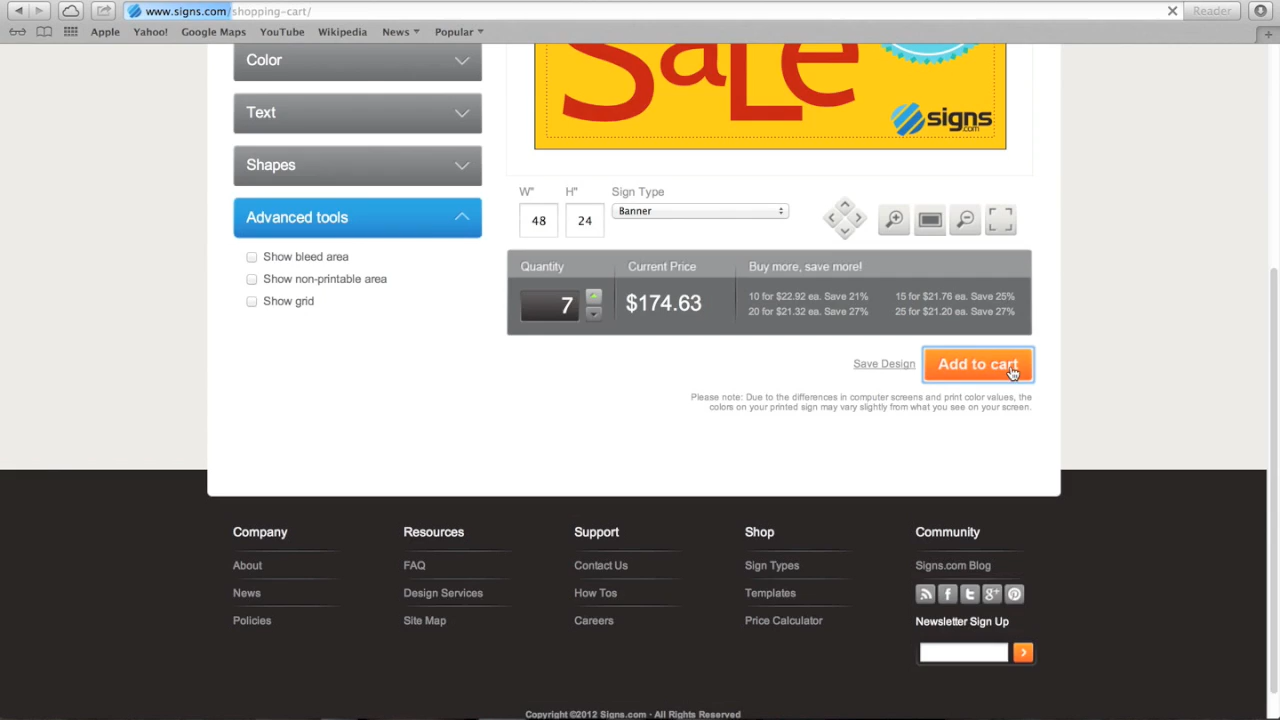 www.signs.com/shopping-cart/
Reader
Apple Yahoo! Google Maps YouTube Wikipedia News Popular
Color
Text
Shapes
Advanced tools
Show bleed area
Show non-printable area
Show grid
SaLe
signs
.com
W" H" Sign Type
48 24 Banner
Quantity Current Price Buy more, save more!
7 $174.63
10 for $22.92 ea. Save 21% 15 for $21.76 ea. Save 25%
20 for $21.32 ea. Save 27% 25 for $21.20 ea. Save 27%
Save Design Add to cart
Please note: Due to the differences in computer screens and print color values, the
colors on your printed sign may vary slightly from what you see on your screen.
Company Resources Support Shop Community
About FAQ Contact Us Sign Types Signs.com Blog
News Design Services How Tos Templates
Policies Site Map Careers Price Calculator Newsletter Sign Up
Copyright ©2012 Signs.com · All Rights Reserved